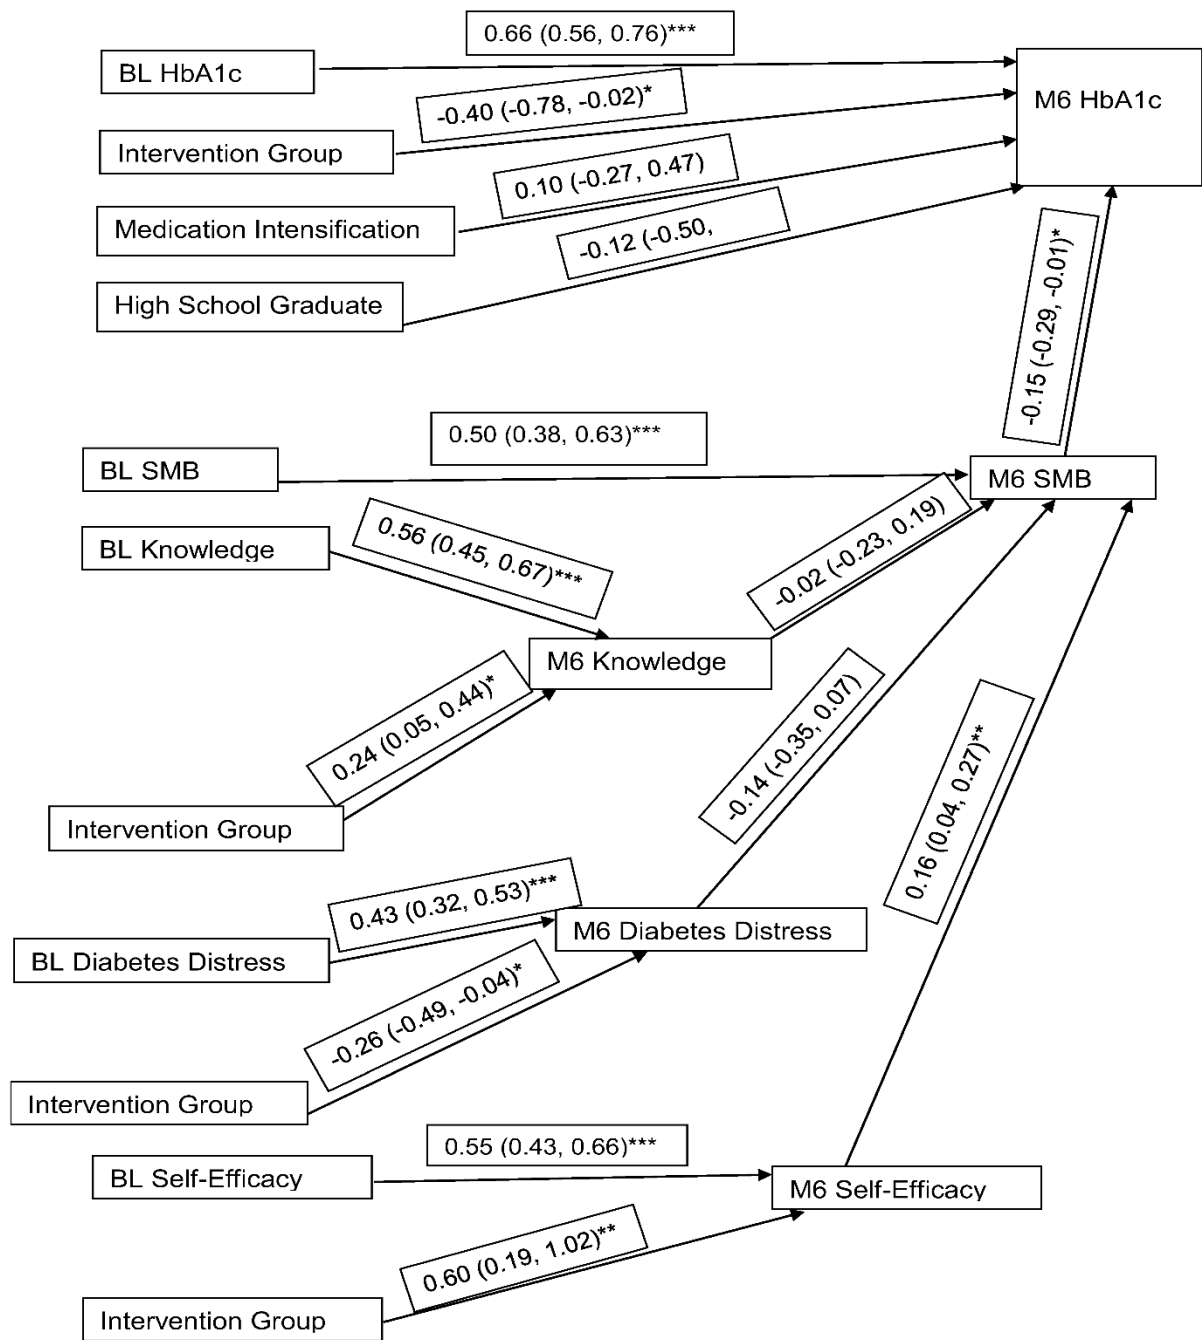 0.66 (0.56, 0.76)***
BL HbA1c
M6 HbA1c
-0.40 (-0.78, -0.02)*
Intervention Group
0.10 (-0.27, 0.47)
Medication Intensification
-0.12 (-0.50,
High School Graduate
-0.15 (-0.29, -0.01)*
0.50 (0.38, 0.63)***
BL SMB
M6 SMB
BL Knowledge
0.56 (0.45, 0.67)***
-0.02 (-0.23, 0.19)
M6 Knowledge
0.24 (0.05, 0.44)*
-0.14 (-0.35, 0.07)
0.16 (0.04, 0.27)**
Intervention Group
0.43 (0.32, 0.53)***
M6 Diabetes Distress
BL Diabetes Distress
-0.26 (-0.49, -0.04)*
Intervention Group
0.55 (0.43, 0.66)***
BL Self-Efficacy
M6 Self-Efficacy
0.60 (0.19, 1.02)**
Intervention Group